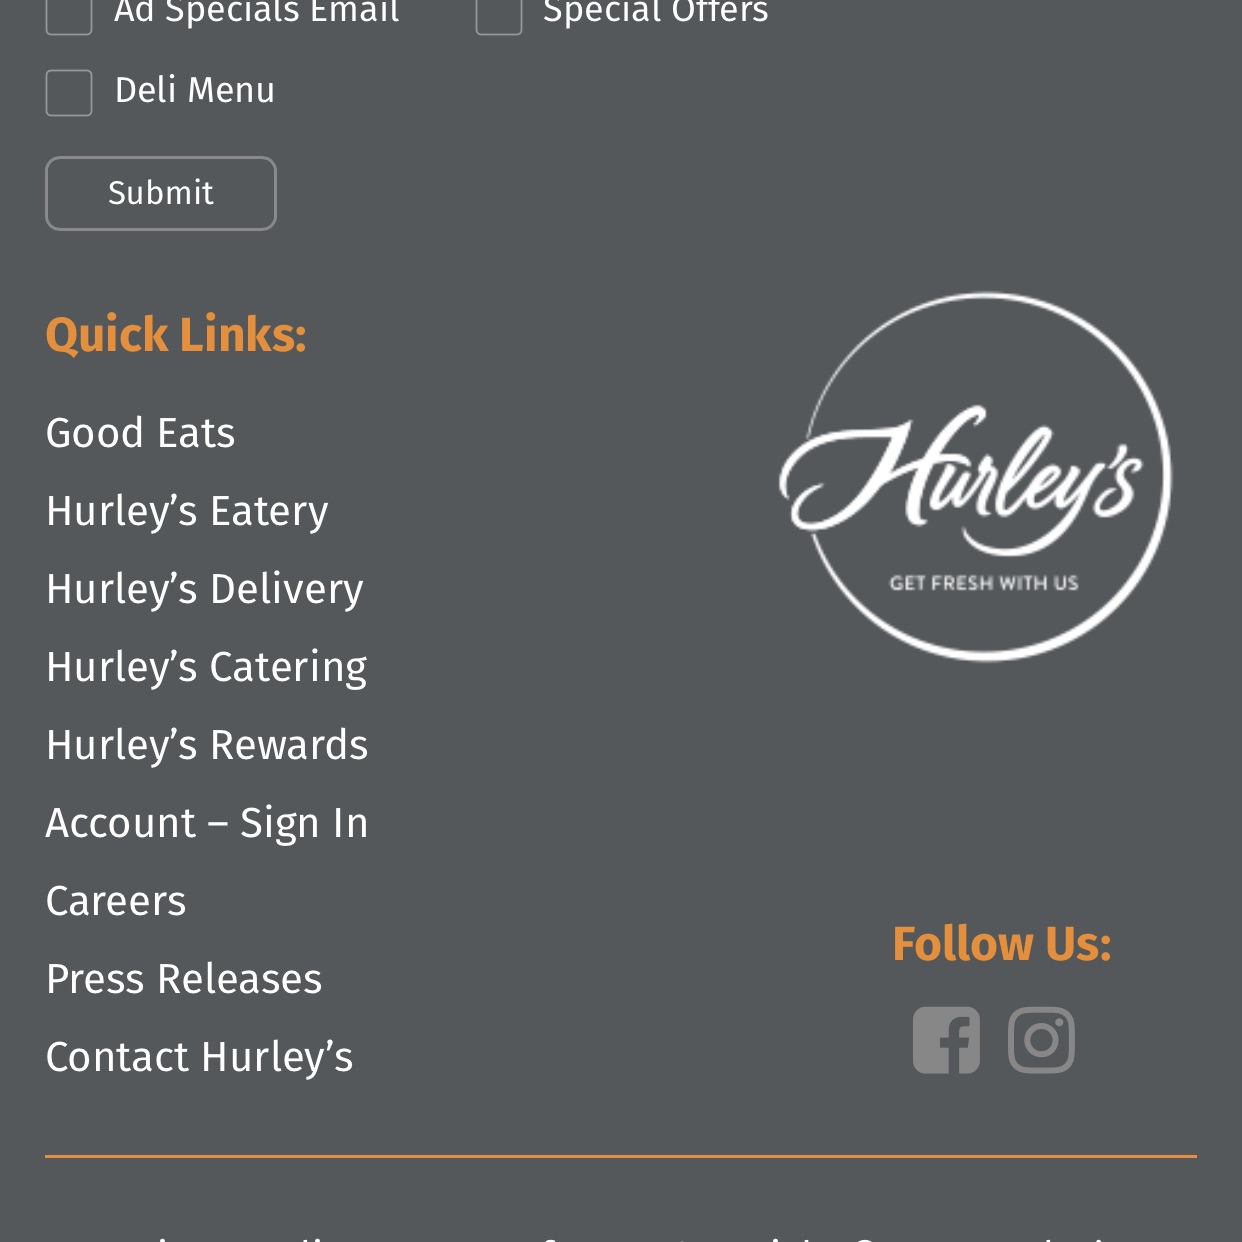 Ad Specials Email
Special Offers
Deli Menu
Submit
Quick Links:
Good Eats
Hurley’s Eatery
Hurley’s Delivery
Hurley’s Catering
Hurley’s Rewards
Account – Sign In
Careers
Press Releases
Contact Hurley’s
Hurley’s
GET FRESH WITH US
Follow Us: